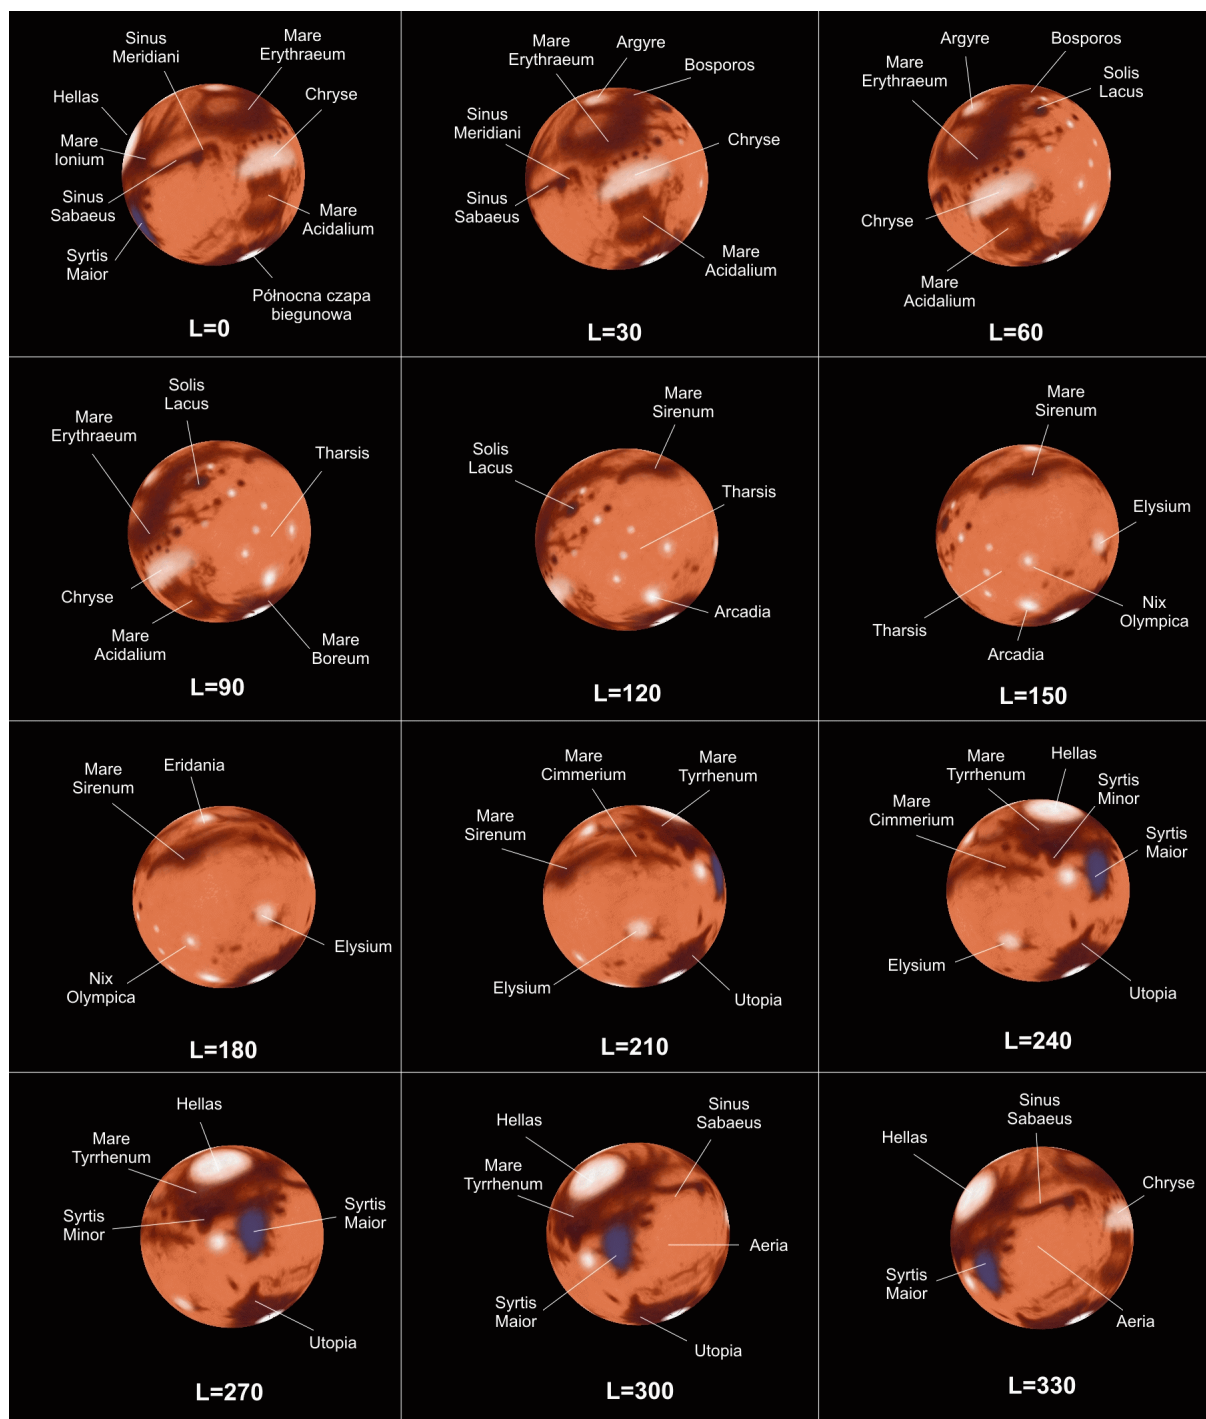 Sinus
Meridiani
Mare
Erythraeum
Hellas
Chryse
Mare
Ionium
Sinus
Sabaeus
Mare
Acidalium
Syrtis
Maior
Północna czapa
biegunowa
L=0
Mare
Erythraeum
Argyre
Bosporos
Sinus
Meridiani
Chryse
Sinus
Sabaeus
Mare
Acidalium
L=30
Argyre
Bosporos
Mare
Erythraeum
Solis
Lacus
Chryse
Mare
Acidalium
L=60
Solis
Lacus
Mare
Erythraeum
Tharsis
Chryse
Mare
Acidalium
Mare
Boreum
L=90
Mare
Sirenum
Solis
Lacus
Tharsis
Arcadia
L=120
Mare
Sirenum
Elysium
Tharsis
Nix
Olympica
Arcadia
L=150
Mare
Sirenum
Eridania
Elysium
Nix
Olympica
L=180
Mare
Cimmerium
Mare
Tyrrhenum
Mare
Sirenum
Elysium
Utopia
L=210
Mare
Tyrrhenum
Hellas
Syrtis
Minor
Mare
Cimmerium
Syrtis
Maior
Elysium
Utopia
L=240
Hellas
Mare
Tyrrhenum
Syrtis
Minor
Syrtis
Maior
Utopia
L=270
Hellas
Sinus
Sabaeus
Mare
Tyrrhenum
Aeria
Syrtis
Maior
Utopia
L=300
Sinus
Sabaeus
Hellas
Chryse
Syrtis
Maior
Aeria
L=330